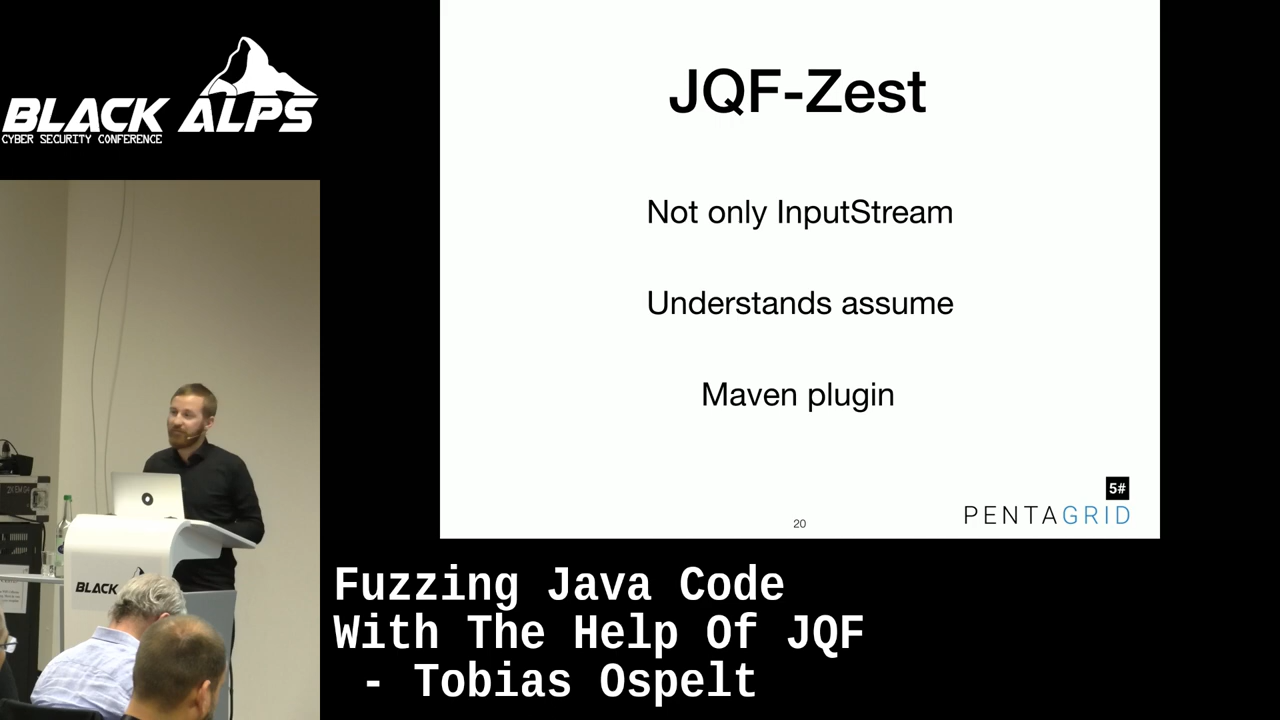 BLACK ALPS
CYBER SECURITY CONFERENCE
JQF-Zest
Not only InputStream
Understands assume
Maven plugin
5#
PENTAGRID
20
BLACK
Fuzzing Java Code
With The Help Of JQF
- Tobias Ospelt